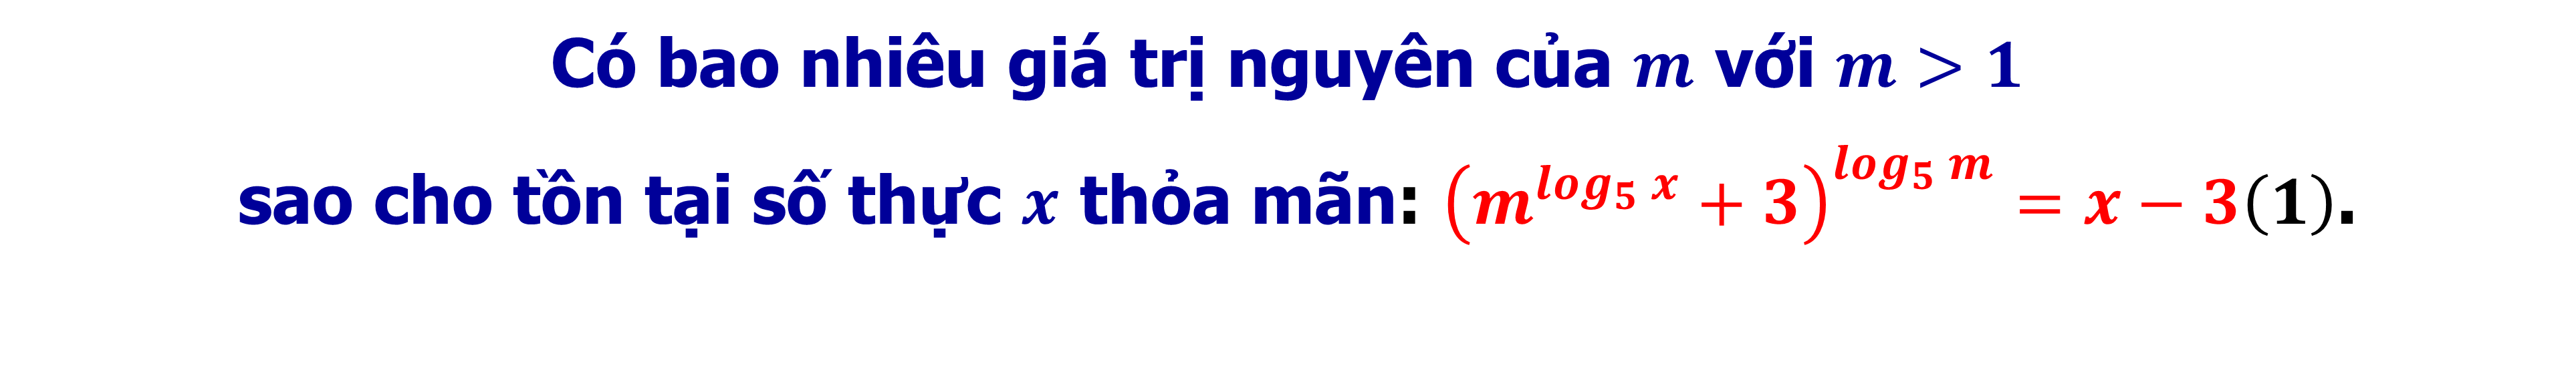 Có bao nhiêu giá trị nguyên của m với m > 1
sao cho tồn tại số thực x thỏa mãn: (m^{log_5 x} + 3)^{log_5 m} = x − 3(1).